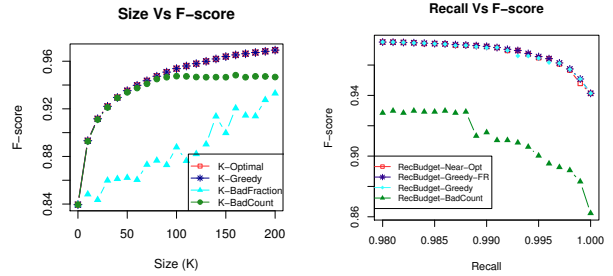 Size Vs F−score
F−score
0.84 0.88 0.92 0.96
K−Optimal
K−Greedy
K−BadFraction
K−BadCount
0 50 100 150 200
Size (K)
Recall Vs F−score
F−score
0.86 0.90 0.94
RecBudget−Near−Opt
RecBudget−Greedy−FR
RecBudget−Greedy
RecBudget−BadCount
0.980 0.985 0.990 0.995 1.000
Recall